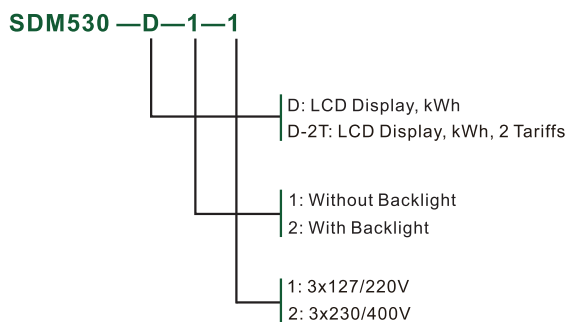 SDM530 —D—1—1
D: LCD Display, kWh
D-2T: LCD Display, kWh, 2 Tariffs
1: Without Backlight
2: With Backlight
1: 3x127/220V
2: 3x230/400V